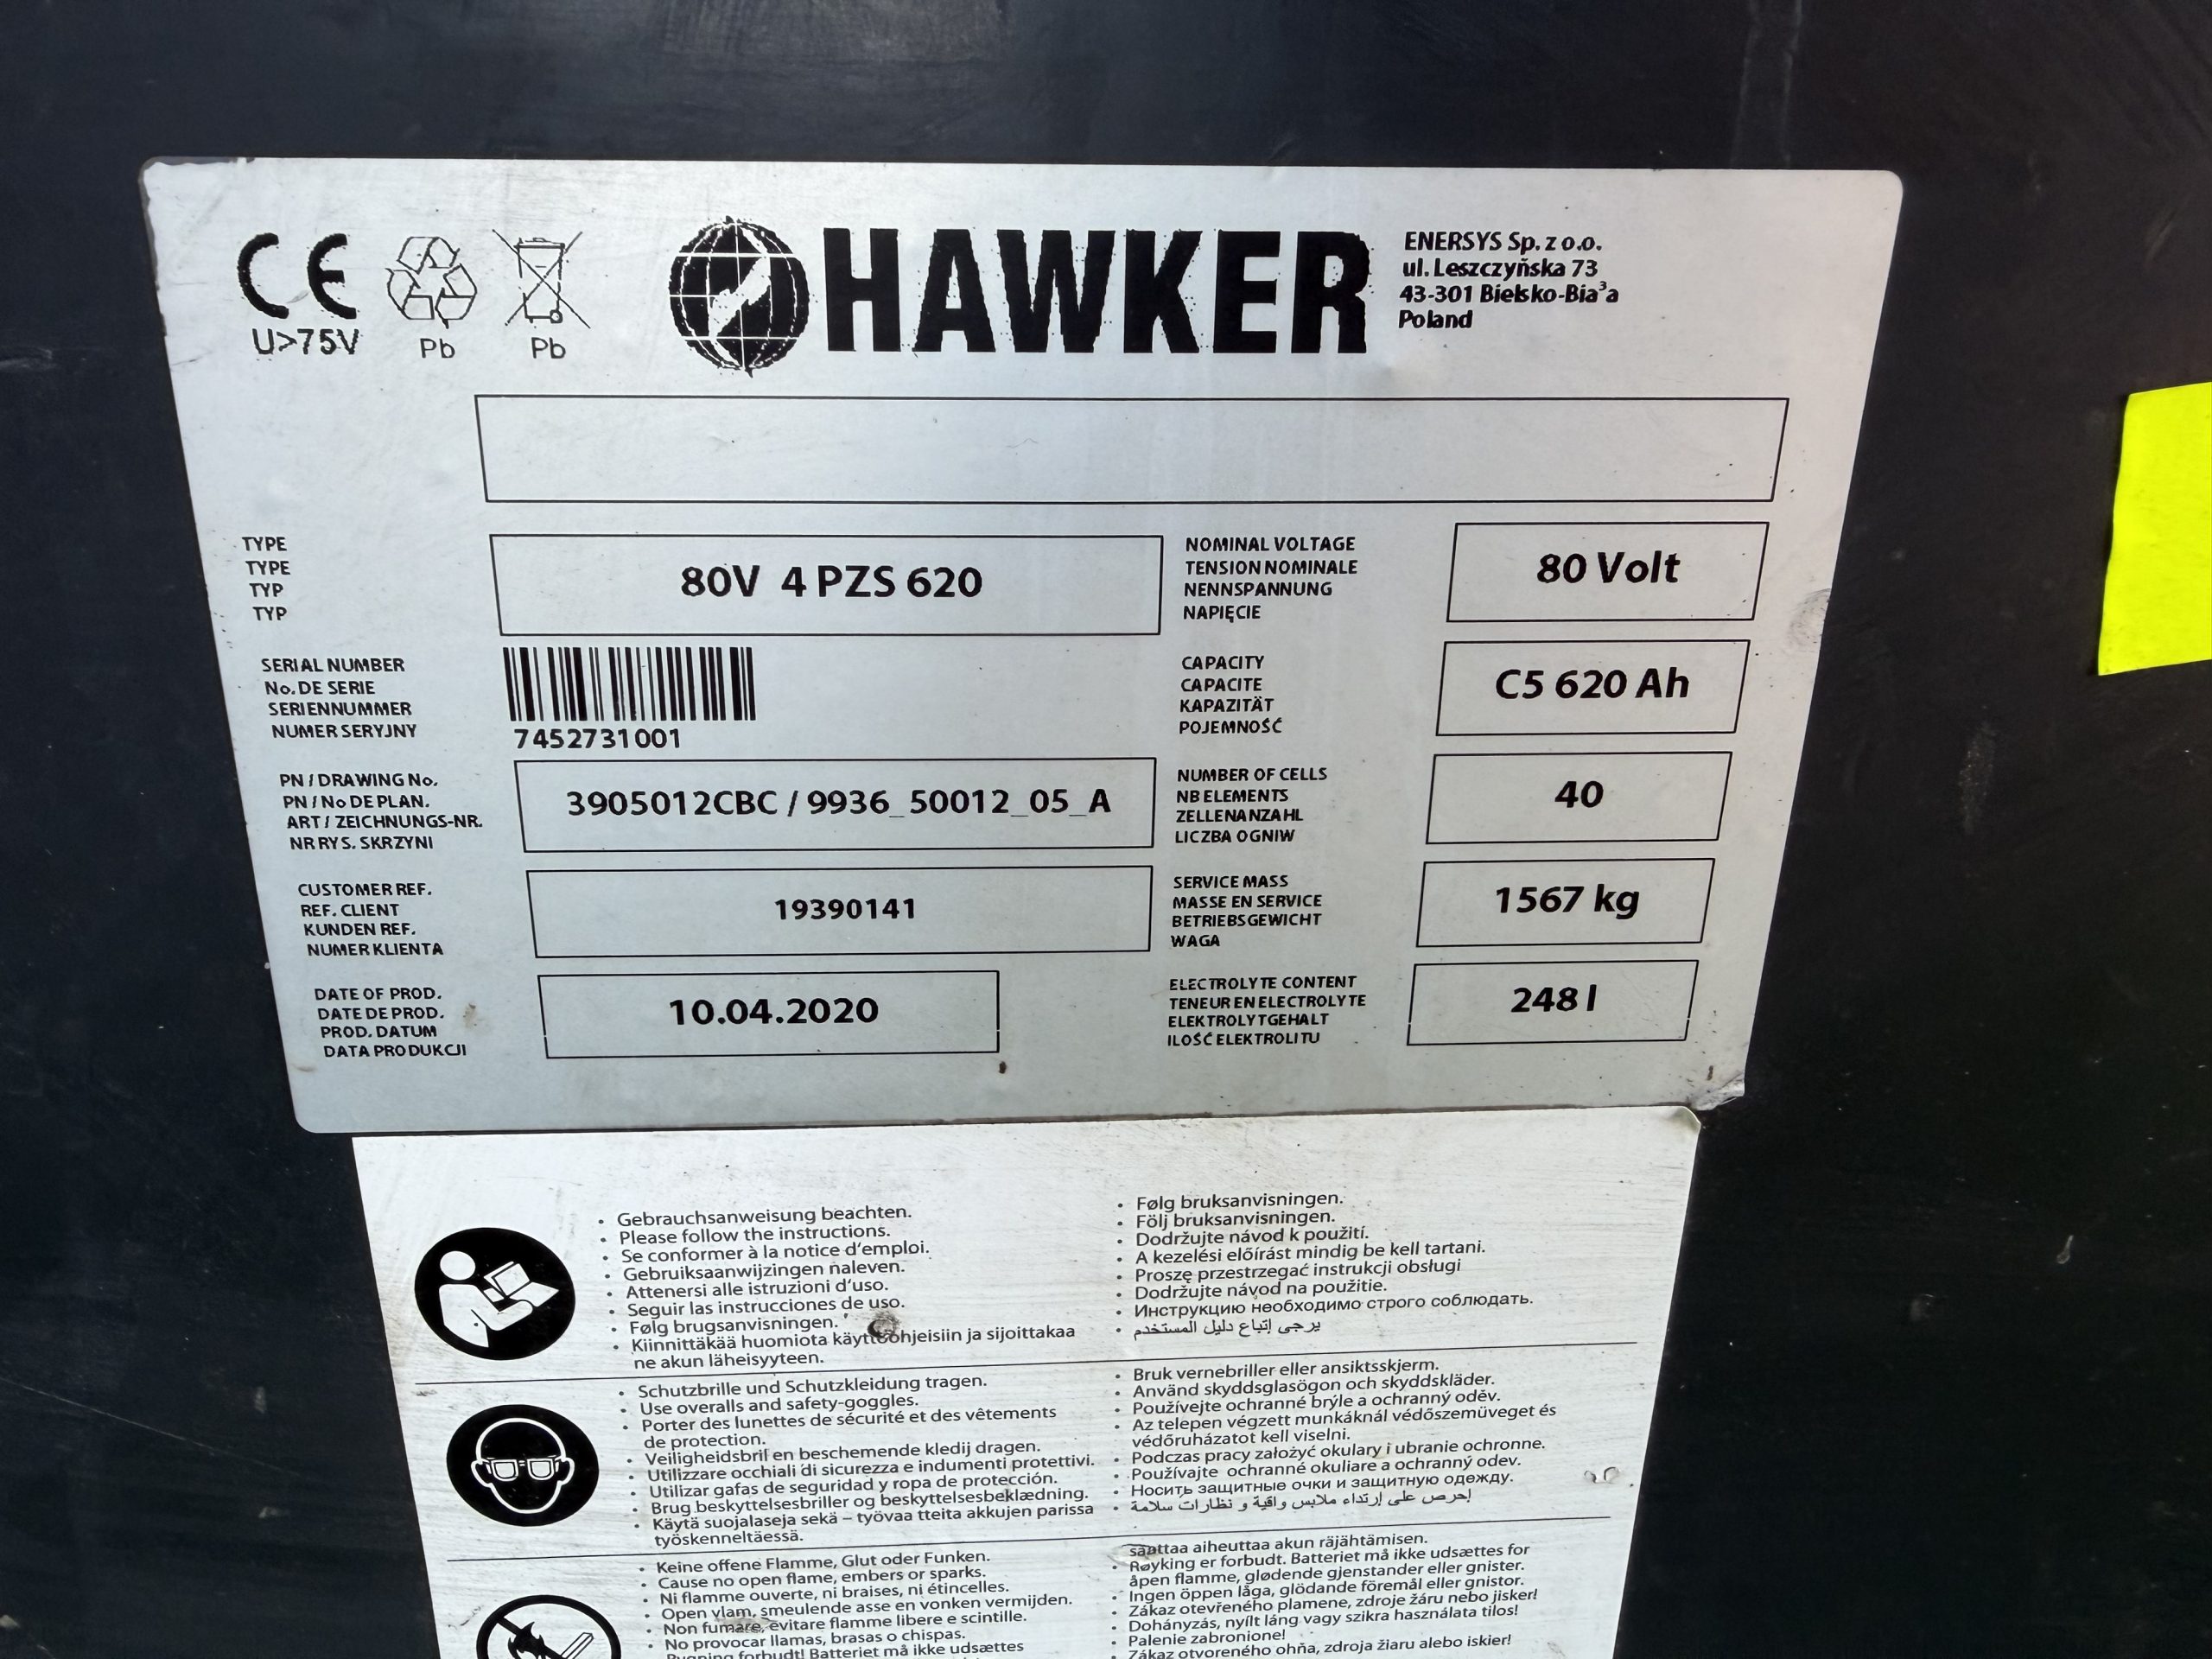 CE
U>75V
Pb
Pb
HAWKER
ENERSYS Sp. z o.o.
ul. Leszczyńska 73
43-301 Bielsko-Bia³a
Poland
TYPE
TYPE
TYP
TYP
80V 4 PZS 620
NOMINAL VOLTAGE
TENSION NOMINALE
NENNSPANNUNG
NAPIĘCIE
80 Volt
SERIAL NUMBER
No. DE SERIE
SERIENNUMMER
NUMER SERYJNY
7452731001
CAPACITY
CAPACITE
KAPAZITÄT
POJEMNOŚĆ
C5 620 Ah
PN / DRAWING No.
PN / No DE PLAN.
ART / ZEICHNUNGS-NR.
NR RYS. SKRZYNI
3905012CBC / 9936_50012_05_A
NUMBER OF CELLS
NB ELEMENTS
ZELLENANZAHL
LICZBA OGNIW
40
CUSTOMER REF.
REF. CLIENT
KUNDEN REF.
NUMER KLIENTA
19390141
SERVICE MASS
MASSE EN SERVICE
BETRIEBSGEWICHT
WAGA
1567 kg
DATE OF PROD.
DATE DE PROD.
PROD. DATUM
DATA PRODUKCJI
10.04.2020
ELECTROLYTE CONTENT
TENEUR EN ELECTROLYTE
ELEKTROLYTGEHALT
ILOŚĆ ELEKTROLITU
248 l
• Gebrauchsanweisung beachten.
• Please follow the instructions.
• Se conformer à la notice d'emploi.
• Gebruiksaanwijzingen naleven.
• Attenersi alle istruzioni d'uso.
• Seguir las instrucciones de uso.
• Følg brugsanvisningen.
• Kiinnittäkää huomiota käyttöohjeisiin ja sijoittakaa
ne akun läheisyyteen.
• Følg bruksanvisningen.
• Följ bruksanvisningen.
• Dodržujte návod k použití.
• A kezelési előírást mindig be kell tartani.
• Proszę przestrzegać instrukcji obsługi
• Dodržujte návod na použitie.
• Инструкцию необходимо строго соблюдать.
• يرجى إتباع دليل المستخدم
• Schutzbrille und Schutzkleidung tragen.
• Use overalls and safety-goggles.
• Porter des lunettes de sécurité et des vêtements
de protection.
• Veiligheidsbril en beschemende kledij dragen.
• Utilizzare occhiali di sicurezza e indumenti protettivi.
• Utilizar gafas de seguridad y ropa de protección.
• Brug beskyttelsesbriller og beskyttelsesbeklædning.
• Käytä suojalaseja sekä – työvaa tteita akkujen parissa
työskenneltäessä.
• Bruk vernebriller eller ansiktsskjerm.
• Använd skyddsglasögon och skyddskläder.
• Používejte ochranné brýle a ochranný oděv.
• Az telepen végzett munkáknál védőszemüveget és
védőruházatot kell viselni.
• Podczas pracy założyć okulary i ubranie ochronne.
• Používajte ochranné okuliare a ochranný odev.
• Носить защитные очки и защитную одежду.
• إحرص على إرتداء ملابس واقية و نظارات سلامة
• Keine offene Flamme, Glut oder Funken.
• Cause no open flame, embers or sparks.
• Ni flamme ouverte, ni braises, ni étincelles.
• Open vlam, smeulende asse en vonken vermijden.
• Non fumare, evitare flamme libere e scintille.
• No provocar llamas, brasas o chispas.
forbudt! Batteriet må ikke udsættes
saattaa aiheuttaa akun räjähtämisen.
• Røyking er forbudt. Batteriet må ikke udsættes for
åpen flamme, glødende gjenstander eller gnister.
• Ingen öppen låga, glödande föremål eller gnistor.
• Zákaz otevřeného plamene, zdroje žáru nebo jisker!
• Dohányzás, nyílt láng vagy szikra használata tilos!
• Palenie zabronione!
• Zákaz otvoreného ohňa, zdroja žiaru alebo iskier!